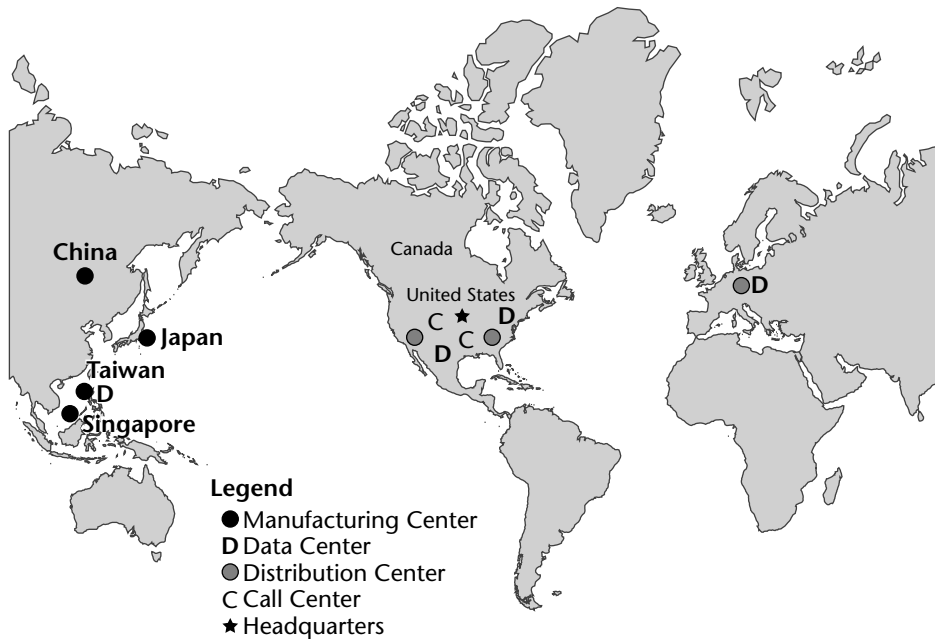 Canada
China
United States
D
D
C
Japan
C
D
Taiwan
D
Singapore
Legend
Manufacturing Center
D Data Center
Distribution Center
C Call Center
Headquarters